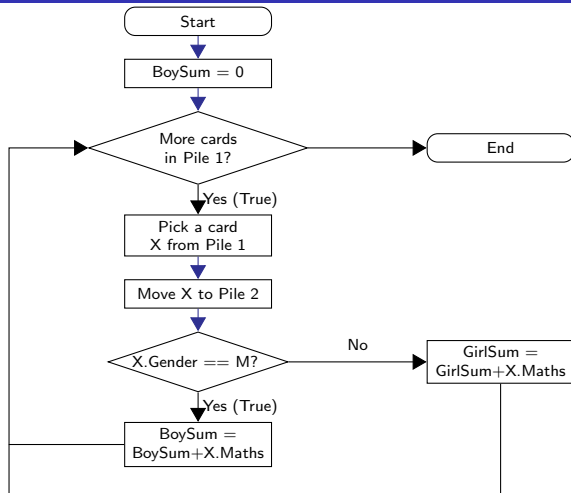 Start
BoySum = 0
More cards
in Pile 1?
End
Yes (True)
Pick a card
X from Pile 1
Move X to Pile 2
X.Gender == M?
No
GirlSum =
GirlSum+X.Maths
Yes (True)
BoySum =
BoySum+X.Maths